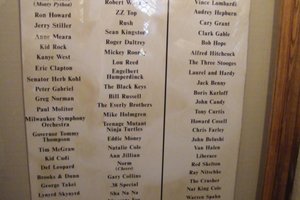 (Monty Python)
Ron Howard
Jerry Stiller
Anne Meara
Kid Rock
Kanye West
Eric Clapton
Senator Herb Kohl
Peter Gabriel
Greg Norman
Paul Molitor
Milwaukee Symphony
Orchestra
Governor Tommy
Thompson
Tim McGraw
Kid Cudi
Def Leopard
Brooks & Dunn
George Takei
Lynyrd Skynyrd
Robert
ZZ Top
Rush
Sean Kingston
Roger Daltrey
Mickey Rooney
Lou Reed
Engelbert
Humperdinck
The Black Keys
Bill Russell
The Everly Brothers
Mike Holmgren
Teenage Mutant
Ninja Turtles
Eddie Money
Natalie Cole
Ann Jillian
Norm
(Cheers)
Gary Collins
.38 Special
Sha Na Na
Vince Lombardi
Audrey Hepburn
Cary Grant
Clark Gable
Bob Hope
Alfred Hitchcock
The Three Stooges
Laurel and Hardy
Jack Benny
Boris Karloff
John Candy
Tony Curtis
Howard Cosell
Chris Farley
John Belushi
Van Halen
Liberace
Red Skelton
Ray Nitschke
The Crusher
Nat King Cole
Warren Spahn